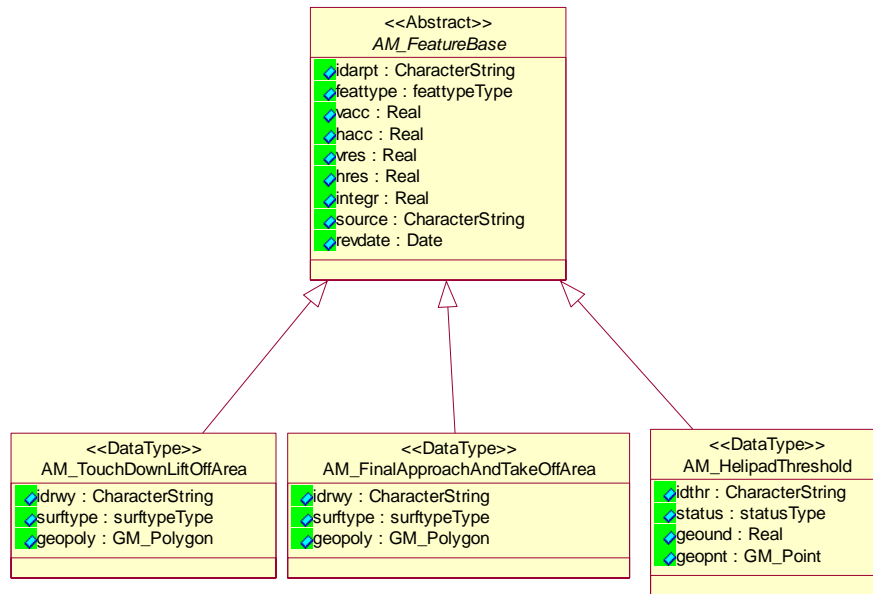 <<Abstract>>
AM_FeatureBase
idarpt : CharacterString
feattype : feattypeType
vacc : Real
hacc : Real
vres : Real
hres : Real
integr : Real
source : CharacterString
revdate : Date
<<DataType>>
AM_TouchDownLiftOffArea
idrwy : CharacterString
surftype : surftypeType
geopoly : GM_Polygon
<<DataType>>
AM_FinalApproachAndTakeOffArea
idrwy : CharacterString
surftype : surftypeType
geopoly : GM_Polygon
<<DataType>>
AM_HelipadThreshold
idthr : CharacterString
status : statusType
geound : Real
geopnt : GM_Point